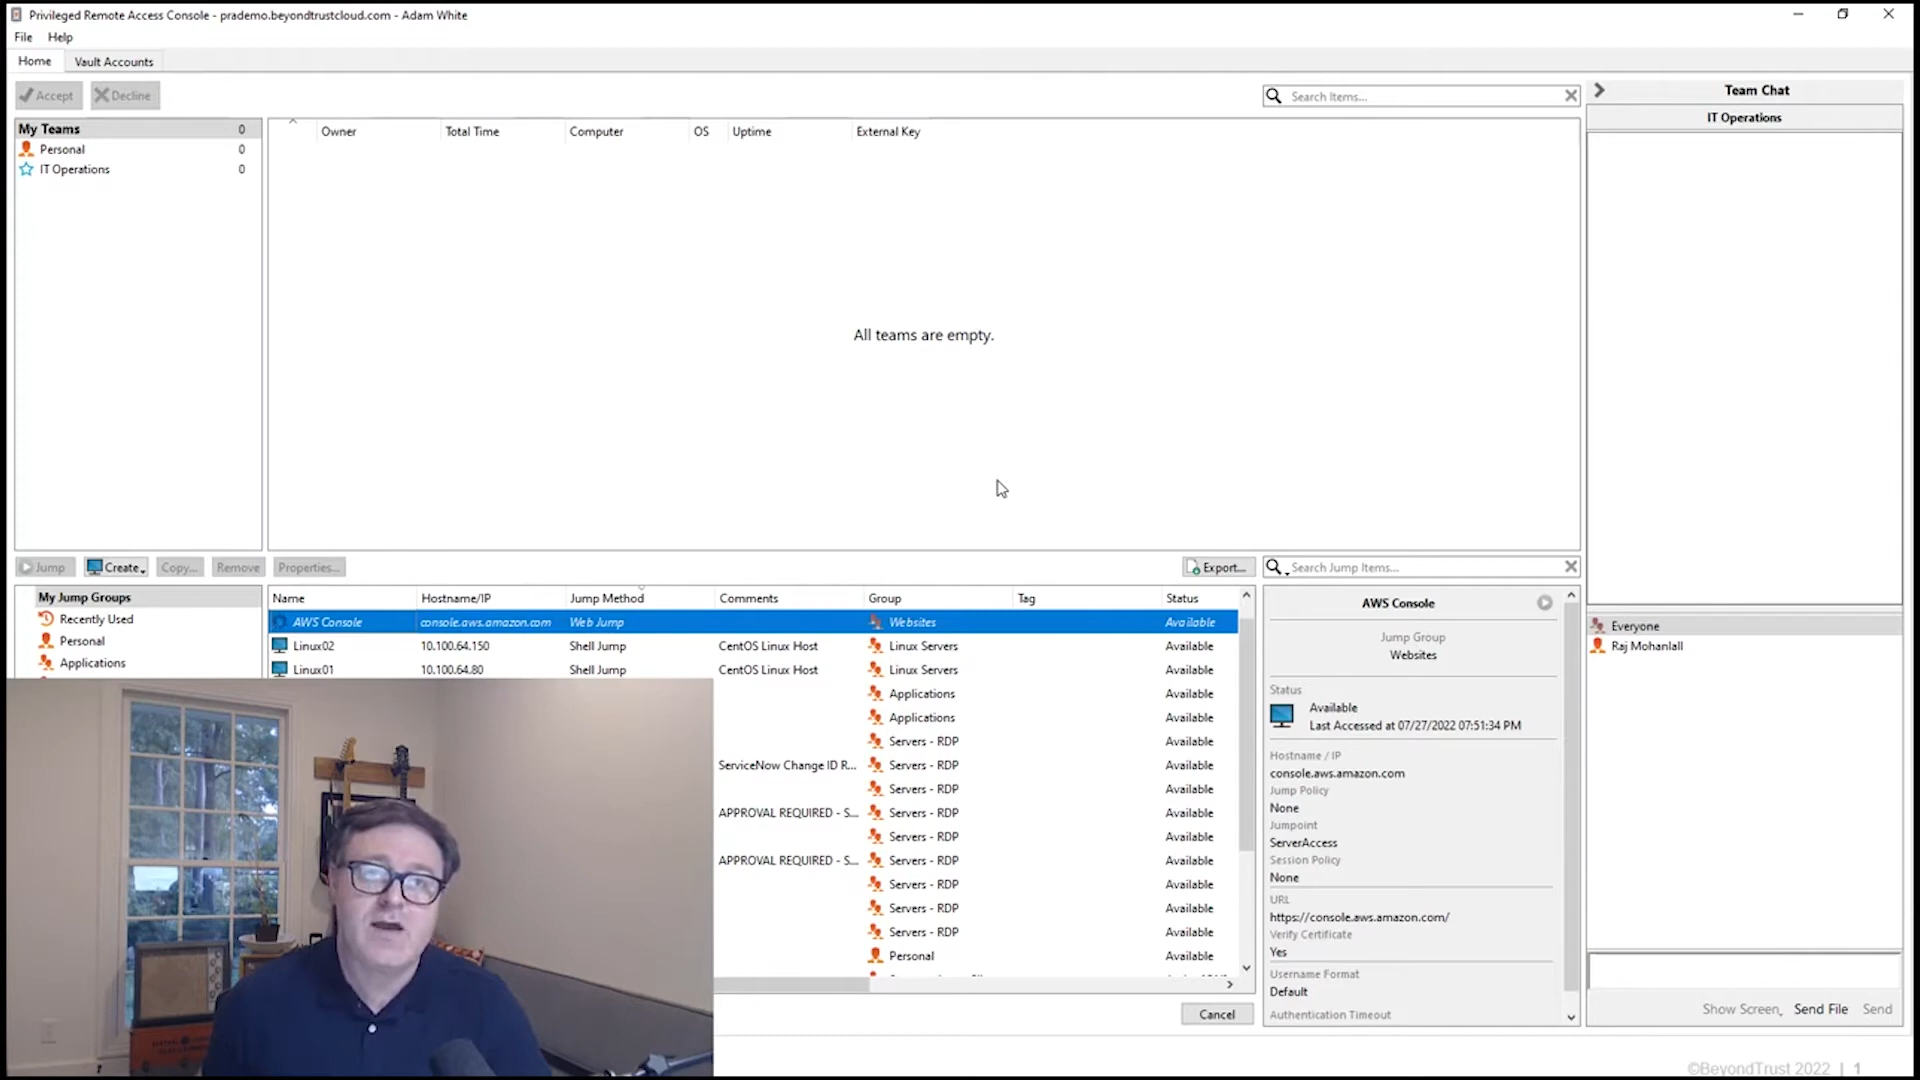 Privileged Remote Access Console - prademo.beyondtrustcloud.com - Adam White
File Help
Home Vault Accounts
Accept Decline
Search Items...
Team Chat
IT Operations
My Teams 0
Personal 0
IT Operations 0
Owner Total Time Computer OS Uptime External Key
All teams are empty.
Jump Create Copy... Remove Properties... Export... Search Jump Items...
My Jump Groups
Recently Used
Personal
Applications
Name Hostname/IP Jump Method Comments Group Tag Status
AWS Console console.aws.amazon.com Web Jump Websites Available
Linux02 10.100.64.150 Shell Jump CentOS Linux Host Linux Servers Available
Linux01 10.100.64.80 Shell Jump CentOS Linux Host Linux Servers Available
Applications Available
Applications Available
Servers - RDP Available
ServiceNow Change ID R... Servers - RDP Available
Servers - RDP Available
APPROVAL REQUIRED - S... Servers - RDP Available
Servers - RDP Available
APPROVAL REQUIRED - S... Servers - RDP Available
Servers - RDP Available
Servers - RDP Available
Servers - RDP Available
Personal Available
Cancel
AWS Console
Jump Group
Websites
Status
Available
Last Accessed at 07/27/2022 07:51:34 PM
Hostname / IP
console.aws.amazon.com
Jump Policy
None
Jumpoint
ServerAccess
Session Policy
None
URL
https://console.aws.amazon.com/
Verify Certificate
Yes
Username Format
Default
Authentication Timeout
Everyone
Raj Mohanlall
Show Screen Send File Send
©BeyondTrust 2022 | 1